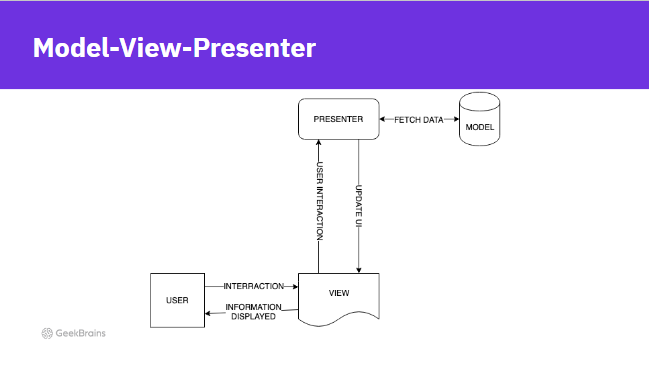 Model-View-Presenter
PRESENTER
FETCH DATA
MODEL
USER INTERACTION
UPDATE UI
USER
INTERRACTION
INFORMATION
DISPLAYED
VIEW
GeekBrains